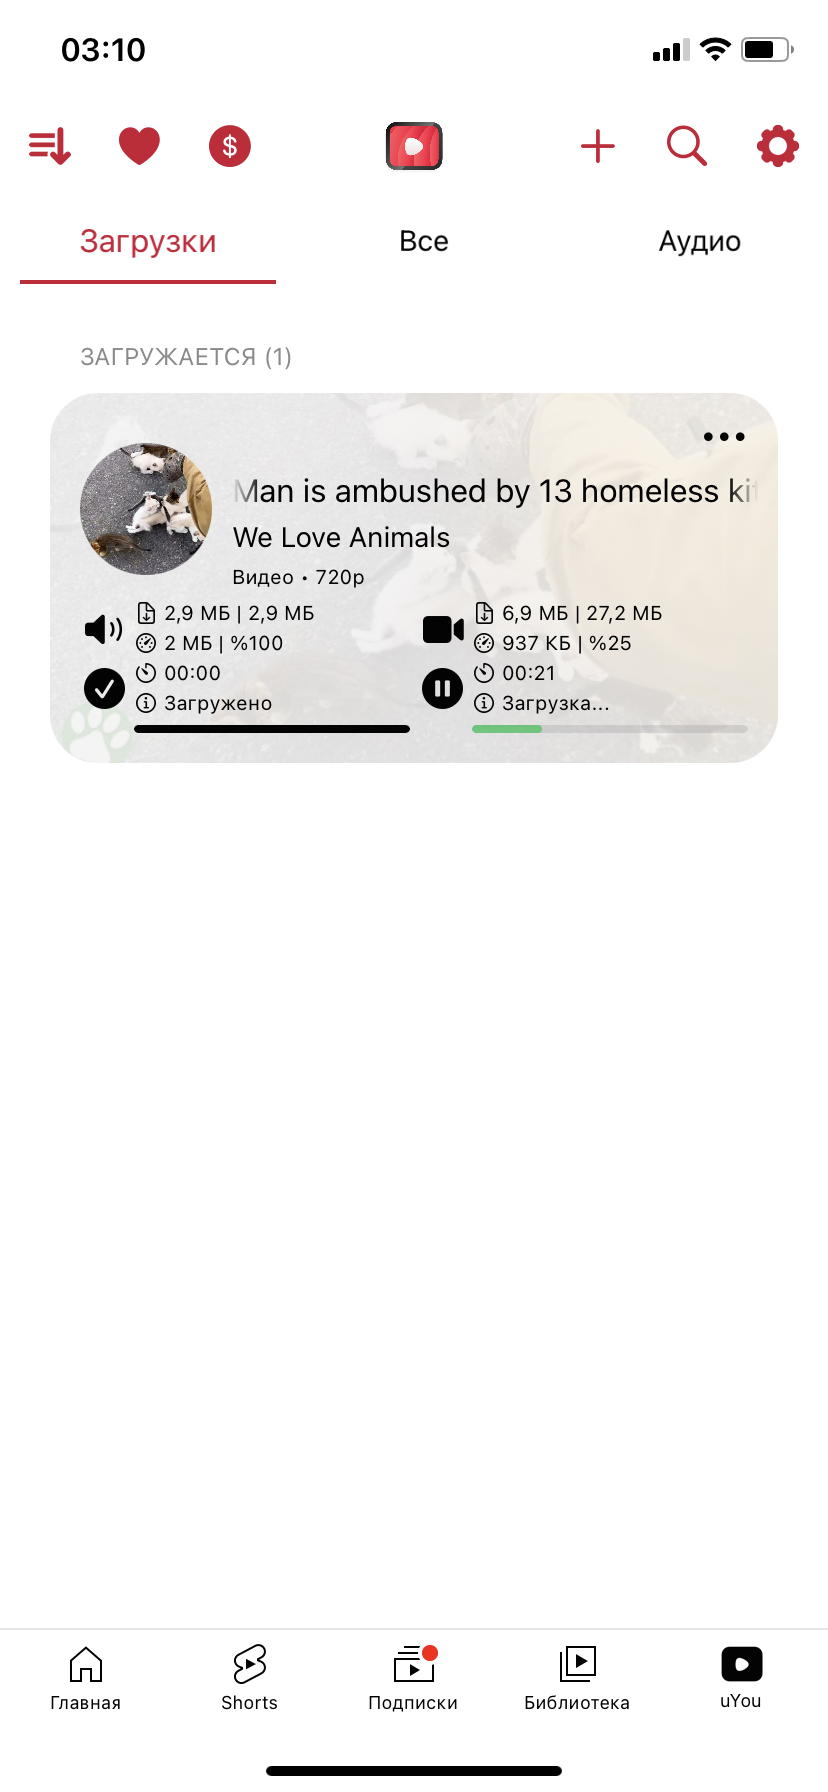 03:10
$
Загрузки
Все
Аудио
ЗАГРУЖАЕТСЯ (1)
Man is ambushed by 13 homeless kit
We Love Animals
Видео • 720p
2,9 МБ | 2,9 МБ
2 МБ | %100
00:00
Загружено
6,9 МБ | 27,2 МБ
937 КБ | %25
00:21
Загрузка...
Главная
Shorts
Подписки
Библиотека
uYou